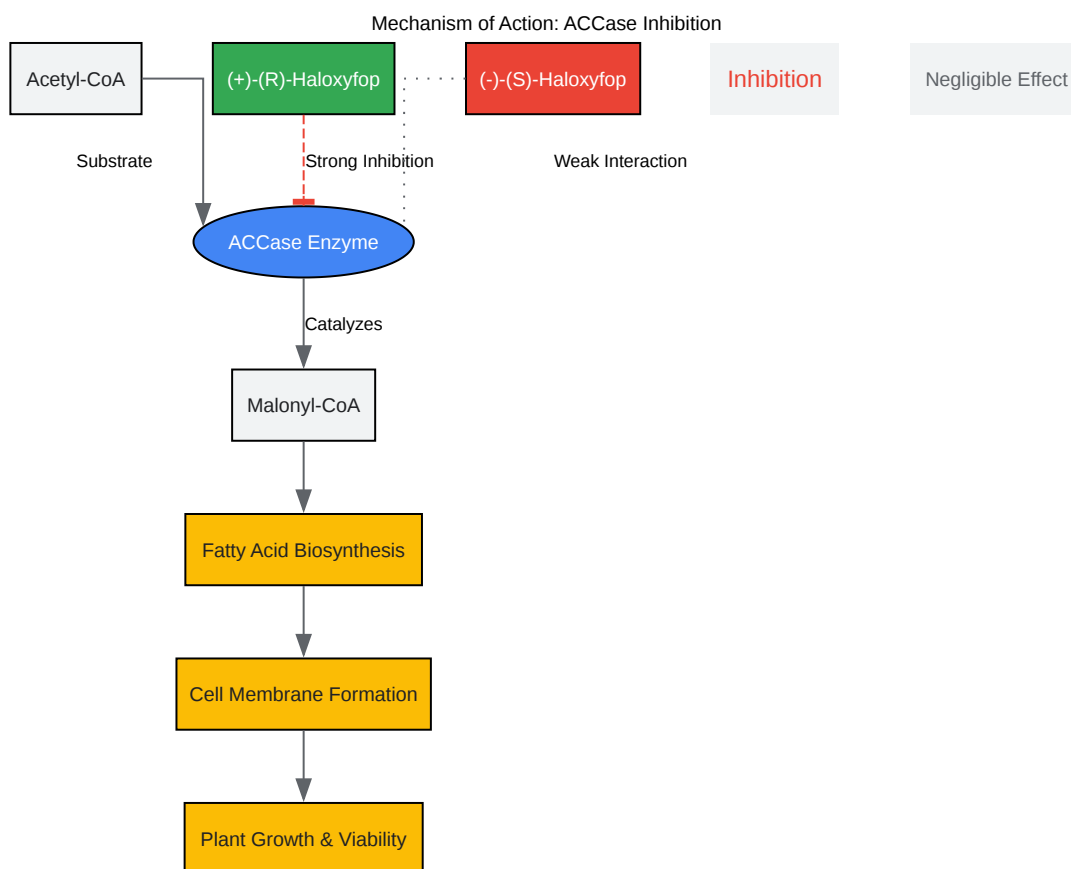 Mechanism of Action: ACCase Inhibition
Acetyl-CoA
(+)-(R)-Haloxyfop
(-)-(S)-Haloxyfop
Inhibition
Negligible Effect
Substrate
Strong Inhibition
Weak Interaction
ACCase Enzyme
Catalyzes
Malonyl-CoA
Fatty Acid Biosynthesis
Cell Membrane Formation
Plant Growth & Viability